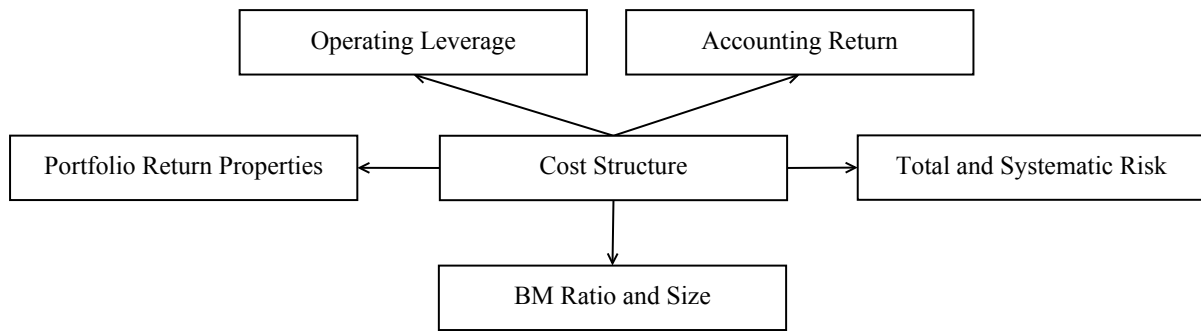 Operating Leverage
Accounting Return
Portfolio Return Properties
Cost Structure
Total and Systematic Risk
BM Ratio and Size